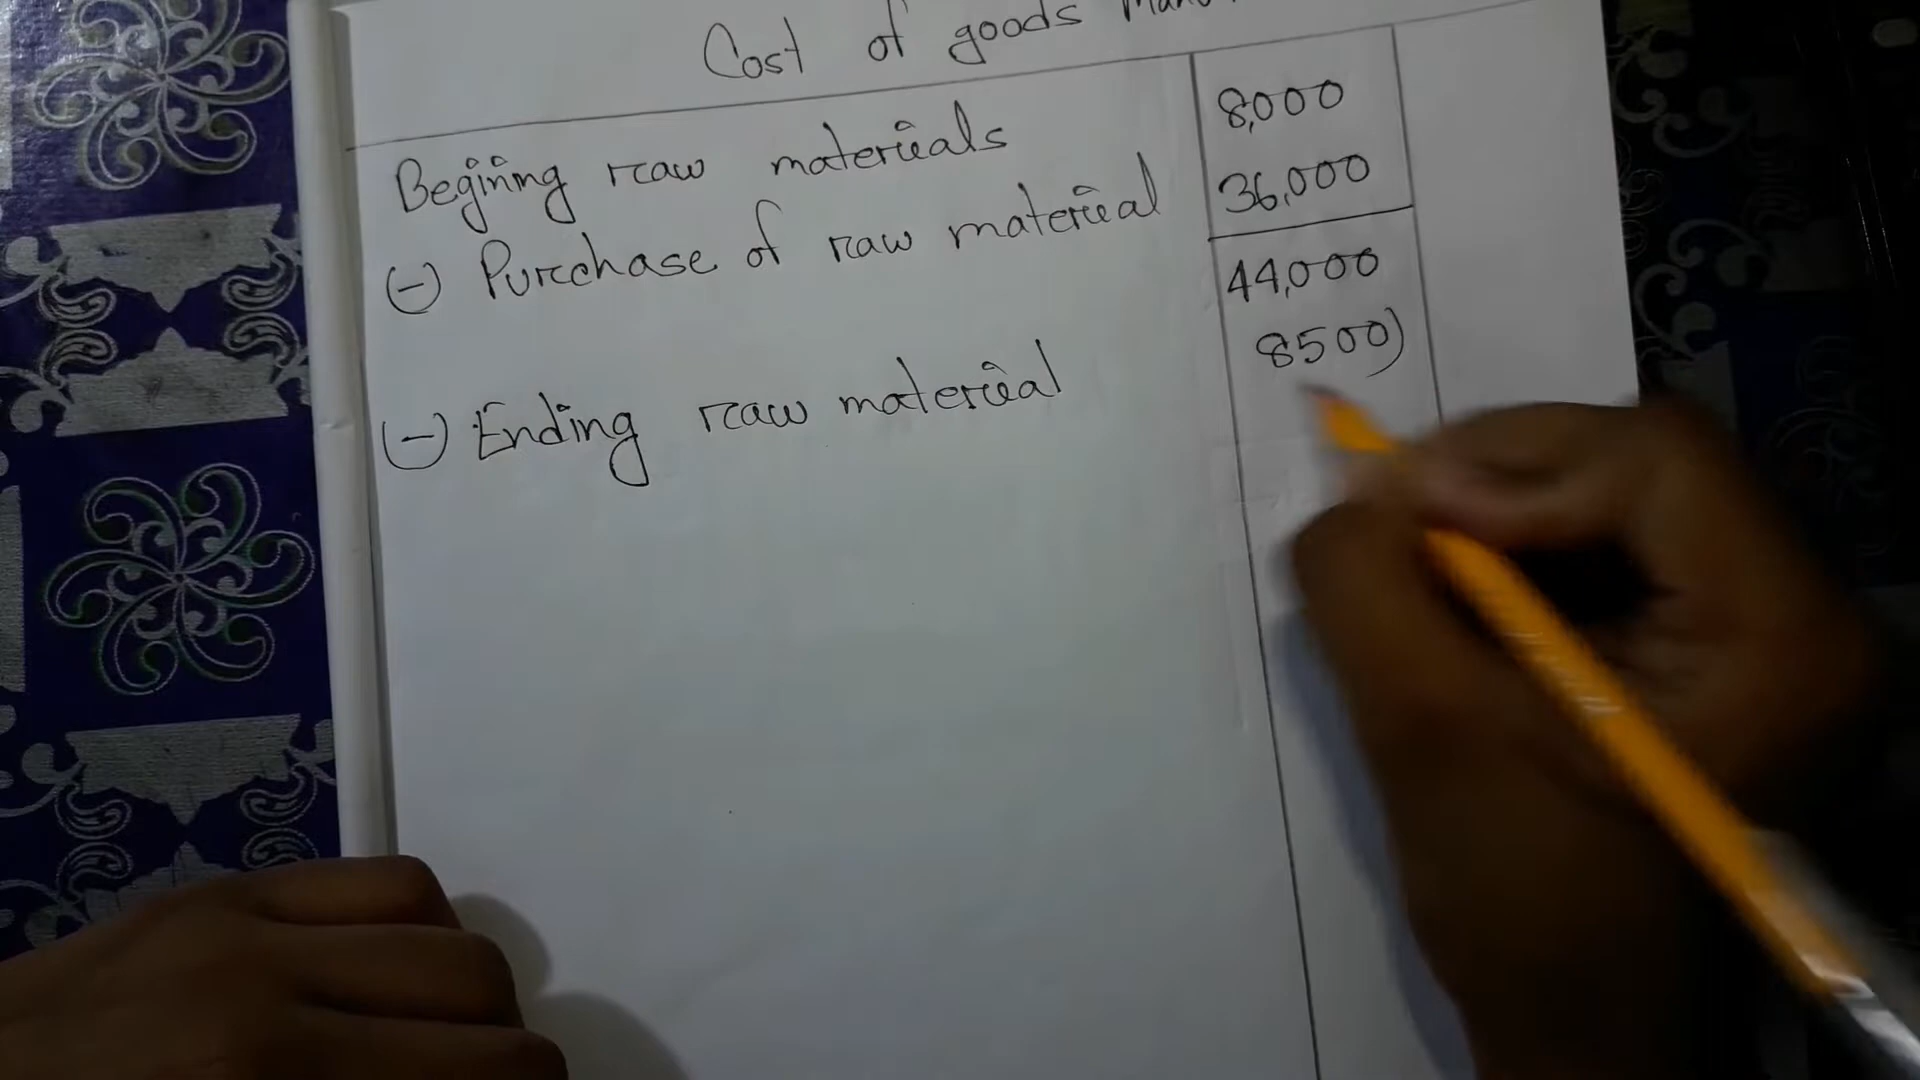 Cost of goods
Begining raw materials 8,000
(-) Purchase of raw material 36,000
44,000
(-) Ending raw material 8500)